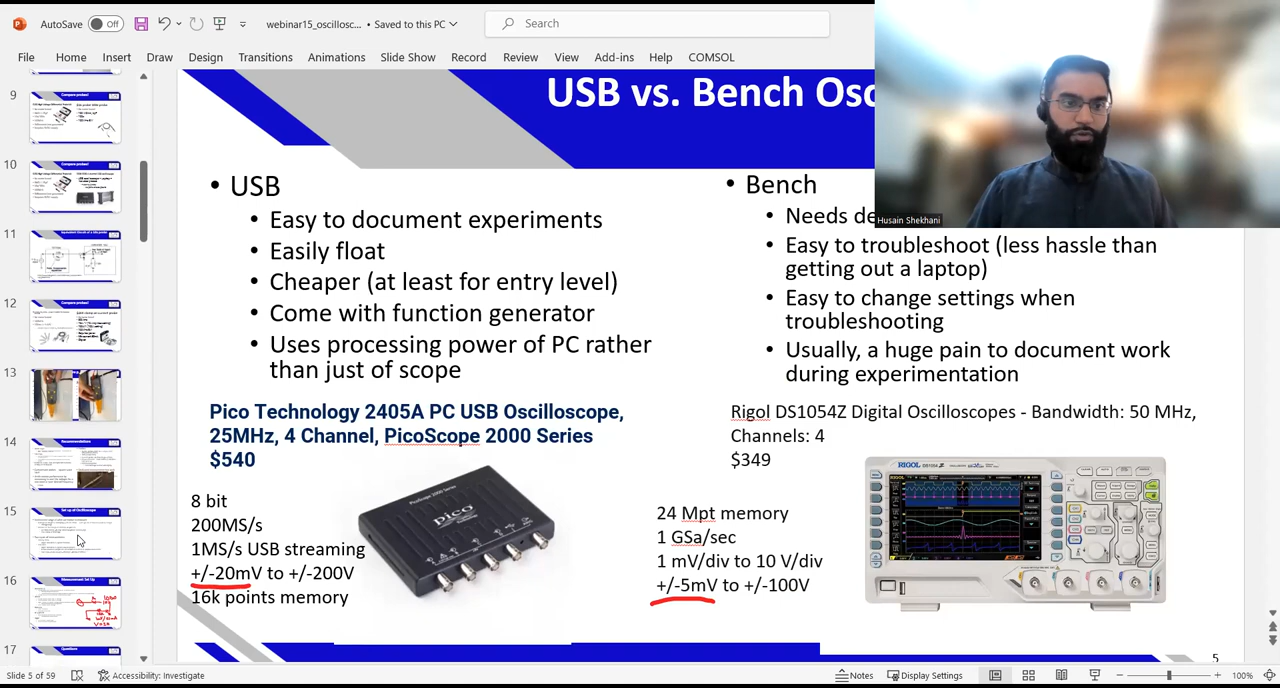 AutoSave Off webinar15_oscillosc... • Saved to this PC Search
File Home Insert Draw Design Transitions Animations Slide Show Record Review View Add-ins Help COMSOL
9
10
11
12
13
14
15
16
17
USB vs. Bench Osc
• USB
• Easy to document experiments
• Easily float
• Cheaper (at least for entry level)
• Come with function generator
• Uses processing power of PC rather
than just of scope
Pico Technology 2405A PC USB Oscilloscope,
25MHz, 4 Channel, PicoScope 2000 Series
$540
8 bit
200MS/s
1MS/s USB streaming
+/-20mV to +/-200V
16k points memory
pico
• Bench
• Needs de
• Easy to troubleshoot (less hassle than
getting out a laptop)
• Easy to change settings when
troubleshooting
• Usually, a huge pain to document work
during experimentation
Rigol DS1054Z Digital Oscilloscopes - Bandwidth: 50 MHz,
Channels: 4
$349
24 Mpt memory
1 GSa/sec
1 mV/div to 10 V/div
+/-5mV to +/-100V
RIGOL
5
Husain Shekhani
Slide 5 of 59 Accessibility: Investigate Notes Display Settings 100%